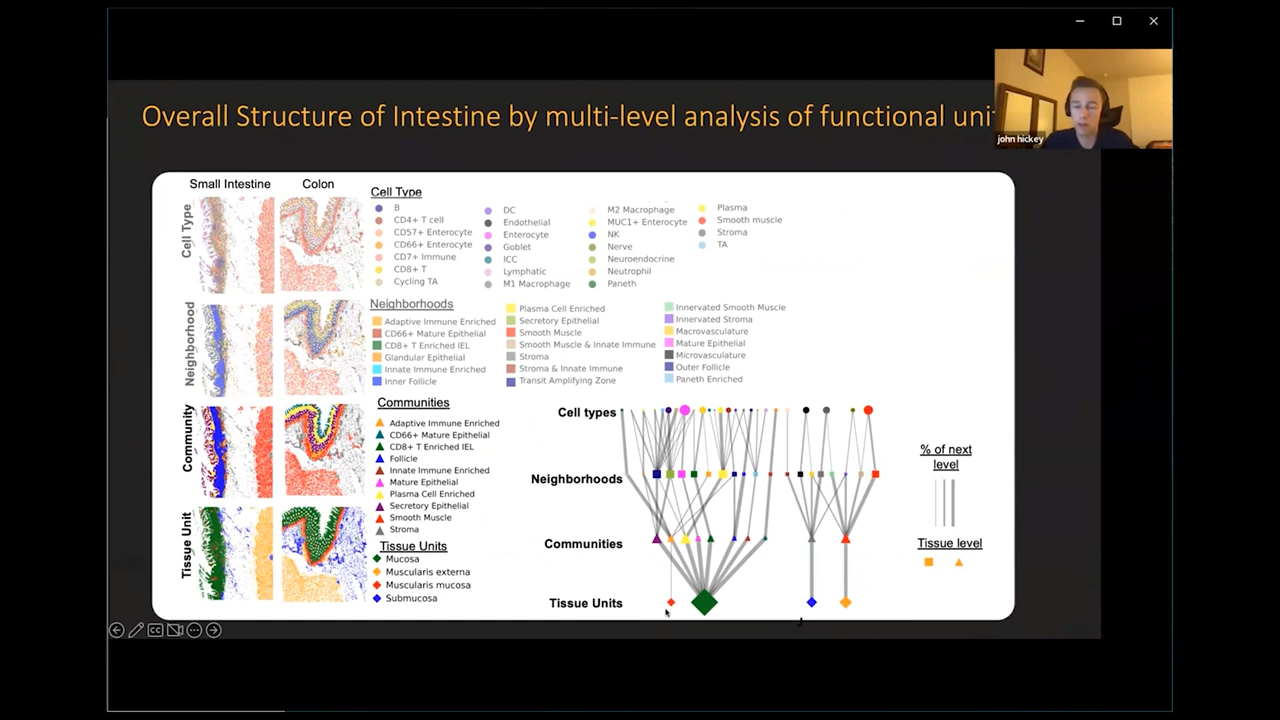 john hickey
Overall Structure of Intestine by multi-level analysis of functional uni
Small Intestine
Colon
Cell Type
Neighborhood
Community
Tissue Unit
Cell Type
B
CD4+ T cell
CD57+ Enterocyte
CD66+ Enterocyte
CD7+ Immune
CD8+ T
Cycling TA
DC
Endothelial
Enterocyte
Goblet
ICC
Lymphatic
M1 Macrophage
M2 Macrophage
MUC1+ Enterocyte
NK
Nerve
Neuroendocrine
Neutrophil
Paneth
Plasma
Smooth muscle
Stroma
TA
Neighborhoods
Adaptive Immune Enriched
CD66+ Mature Epithelial
CD8+ T Enriched IEL
Glandular Epithelial
Innate Immune Enriched
Inner Follicle
Plasma Cell Enriched
Secretory Epithelial
Smooth Muscle
Smooth Muscle & Innate Immune
Stroma
Stroma & Innate Immune
Transit Amplifying Zone
Innervated Smooth Muscle
Innervated Stroma
Macrovasculature
Mature Epithelial
Microvasculature
Outer Follicle
Paneth Enriched
Communities
Adaptive Immune Enriched
CD66+ Mature Epithelial
CD8+ T Enriched IEL
Follicle
Innate Immune Enriched
Mature Epithelial
Plasma Cell Enriched
Secretory Epithelial
Smooth Muscle
Stroma
Tissue Units
Mucosa
Muscularis externa
Muscularis mucosa
Submucosa
Cell types
Neighborhoods
Communities
Tissue Units
% of next
level
Tissue level
CC